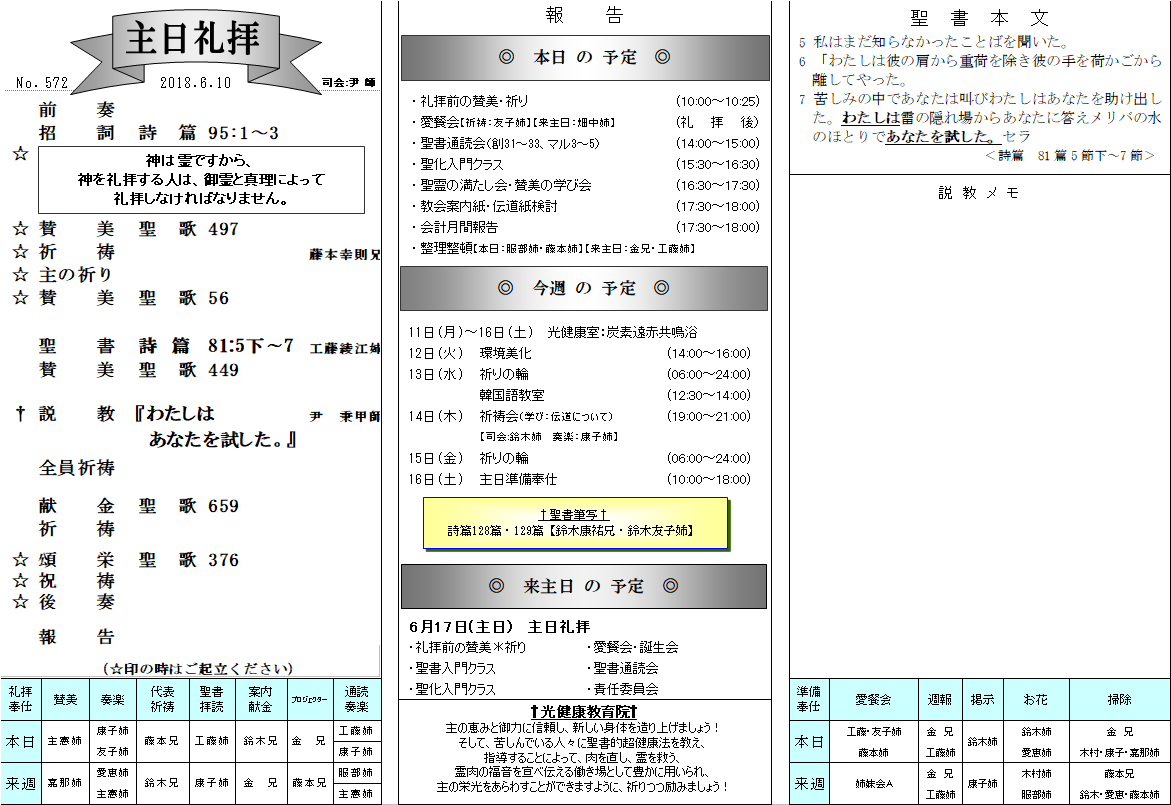 主日礼拝
No. 572
2018.6.10
司会:尹 師
前 奏
招 詞 詩 篇 95:1～3
☆
神は霊ですから、
神を礼拝する人は、御霊と真理によって
礼拝しなければなりません。
☆ 賛 美 聖 歌 497
☆ 祈 祷 藤本幸則兄
☆ 主の祈り
☆ 賛 美 聖 歌 56
聖 書 詩 篇 81:5下～7 工藤綾江姉
賛 美 聖 歌 449
† 説 教 『わたしは 尹 秉甲師
あなたを試した。』
全員祈祷
献 金 聖 歌 659
祈 祷
☆ 頌 栄 聖 歌 376
☆ 祝 祷
☆ 後 奏
報 告
(☆印の時はご起立ください)
礼拝奉仕 賛美 奏楽 代表祈祷 聖書拝読 案内献金 プロジェクター 通読奏楽
本日 主憲姉 康子姉 友子姉 藤本兄 工藤姉 鈴木兄 金 兄 工藤姉 康子姉
来週 嘉那姉 愛恵姉 主憲姉 鈴木兄 康子姉 金 兄 藤本兄 服部姉 主憲姉
報 告
◎ 本日 の 予定 ◎
・礼拝前の賛美・祈り (10:00～10:25)
・愛餐会【祈祷:友子姉】【来主日:畑中姉】 (礼 拝 後)
・聖書通読会(創31～33、マル3～5) (14:00～15:00)
・聖化入門クラス (15:30～16:30)
・聖霊の満たし会・賛美の学び会 (16:30～17:30)
・教会案内紙・伝道紙検討 (17:30～18:00)
・会計月間報告 (17:30～18:00)
・整理整頓【本日:服部姉・藤本姉】【来主日:金兄・工藤姉】
◎ 今週 の 予定 ◎
11日(月)～16日(土) 光健康室:炭素遠赤共鳴浴
12日(火) 環境美化 (14:00～16:00)
13日(水) 祈りの輪 (06:00～24:00)
韓国語教室 (12:30～14:00)
14日(木) 祈祷会(学び:伝道について) (19:00～21:00)
【司会:鈴木姉 奏楽:康子姉】
15日(金) 祈りの輪 (06:00～24:00)
16日(土) 主日準備奉仕 (10:00～18:00)
†聖書筆写†
詩篇128篇・129篇【鈴木康祐兄・鈴木友子姉】
◎ 来主日 の 予定 ◎
6月17日(主日) 主日礼拝
・礼拝前の賛美＊祈り ・愛餐会・誕生会
・聖書入門クラス ・聖書通読会
・聖化入門クラス ・責任委員会
†光健康教育院†
主の恵みと御力に信頼し、新しい身体を造り上げましょう！
そして、苦しんでいる人々に聖書的超健康法を教え、
指導することによって、肉を直し、霊を救う、
霊肉の福音を宣べ伝える働き場として豊かに用いられ、
主の栄光をあらわすことができますように、祈りつつ励みましょう！
聖 書 本 文
5 私はまだ知らなかったことばを聞いた。
6 「わたしは彼の肩から重荷を除き彼の手を荷かごから
離してやった。
7 苦しみの中であなたは叫びわたしはあなたを助け出し
た。わたしは雷の隠れ場からあなたに答えメリバの水
のほとりであなたを試した。セラ
＜詩篇 81篇5節下～7節＞
説 教 メ モ
準備奉仕 愛餐会 週報 掲示 お花 掃除
本日 工藤・友子姉 藤本姉 金 兄 工藤姉 鈴木姉 鈴木姉 愛恵姉 金 兄 木村・康子・嘉那姉
来週 姉妹会A 金 兄 工藤姉 康子姉 木村姉 服部姉 藤本兄 鈴木・愛恵・藤本姉